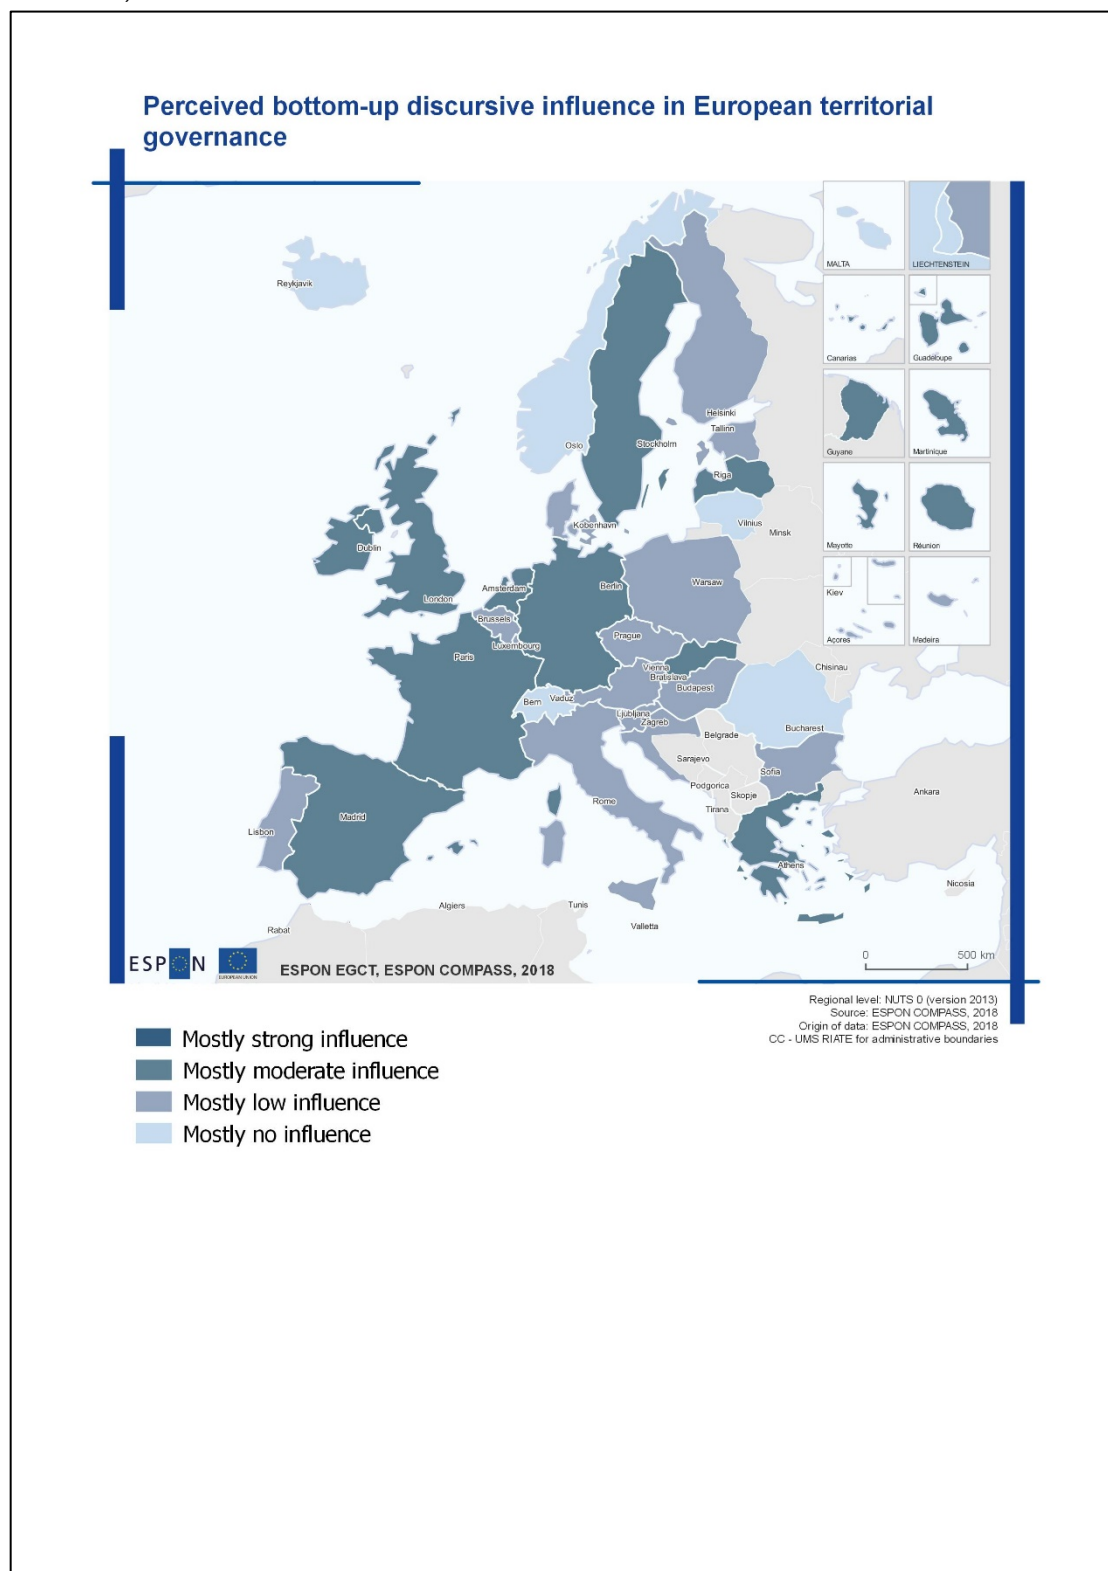 Perceived bottom-up discursive influence in European territorial
governance
MALTA
LIECHTENSTEIN
Reykjavik
Canarias
Guadeloupe
Helsinki
Tallinn
Oslo
Stockholm
Guyane
Martinique
Riga
Vilnius
Minsk
København
Dublin
Mayotte
Réunion
Amsterdam
Berlin
Warsaw
London
Kiev
Brussels
Prague
Açores
Medeira
Luxembourg
Paris
Vienna
Bratislava
Chisinau
Budapest
Bern
Vaduz
Ljubljana
Zagreb
Bucharest
Belgrade
Sarajevo
Sofia
Podgorica
Skopje
Ankara
Rome
Tirana
Madrid
Lisbon
Athens
Nicosia
Algiers
Tunis
Valletta
Rabat
ESPON
EUROPEAN UNION
ESPON EGCT, ESPON COMPASS, 2018
0 500 km
Regional level: NUTS 0 (version 2013)
Source: ESPON COMPASS, 2018
Origin of data: ESPON COMPASS, 2018
CC - UMS RIATE for administrative boundaries
Mostly strong influence
Mostly moderate influence
Mostly low influence
Mostly no influence